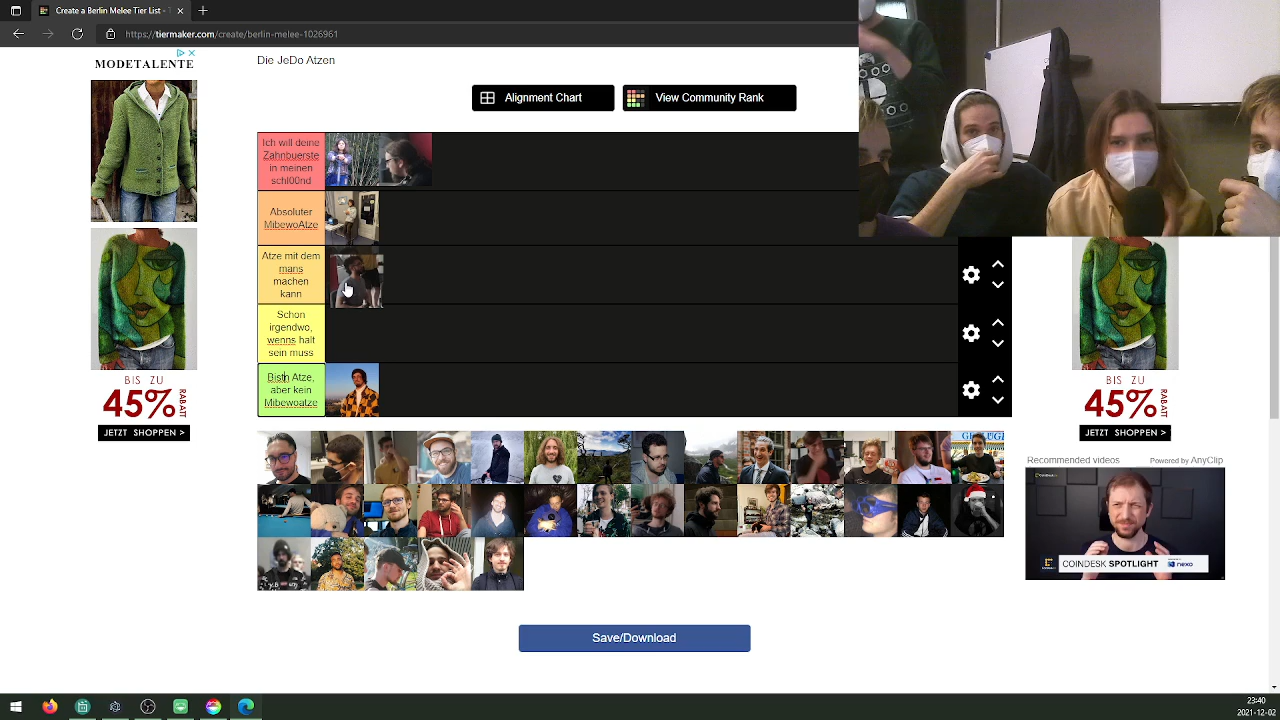 Create a Berlin Melee Tier List - T
https://tiermaker.com/create/berlin-melee-1026961
MODETALENTE
BIS ZU
45%
RABATT
JETZT SHOPPEN >
Die JeDo Atzen
Alignment Chart
View Community Rank
Ich will deine
Zahnbuerste
in meinen
schl00nd
Absoluter
MibewoAtze
Atze mit dem
mans
machen
kann
Schon
irgendwo,
wenns halt
sein muss
Bistn Atze,
aber kein
Mibewoatze
Save/Download
BIS ZU
45%
RABATT
JETZT SHOPPEN >
Recommended videos
Powered by AnyClip
COINDESK SPOTLIGHT
nexo
23:40
2021-12-02